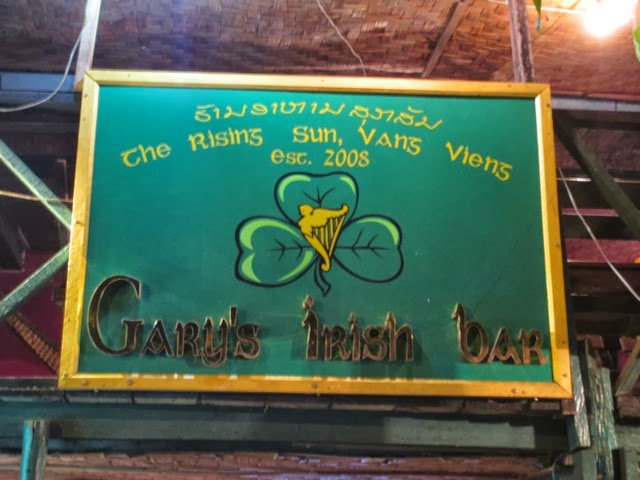 ຮ້ານອາຫານ ສຸກສັນ
The Rising Sun, Vang Vieng
Est. 2008
Gary's Irish Bar